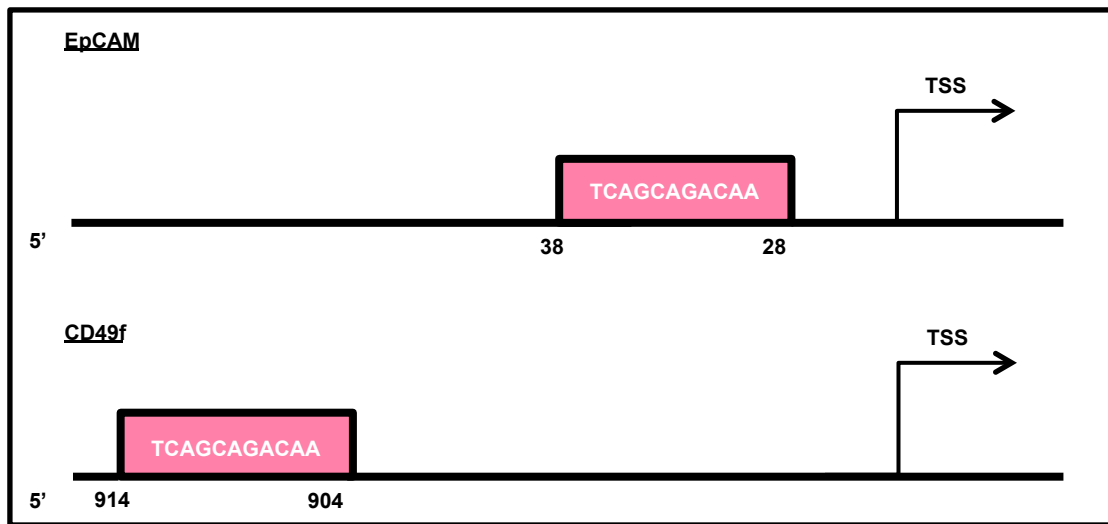 EpCAM
TSS
TCAGCAGACAA
5’
38
28
CD49f
TSS
TCAGCAGACAA
5’
914
904